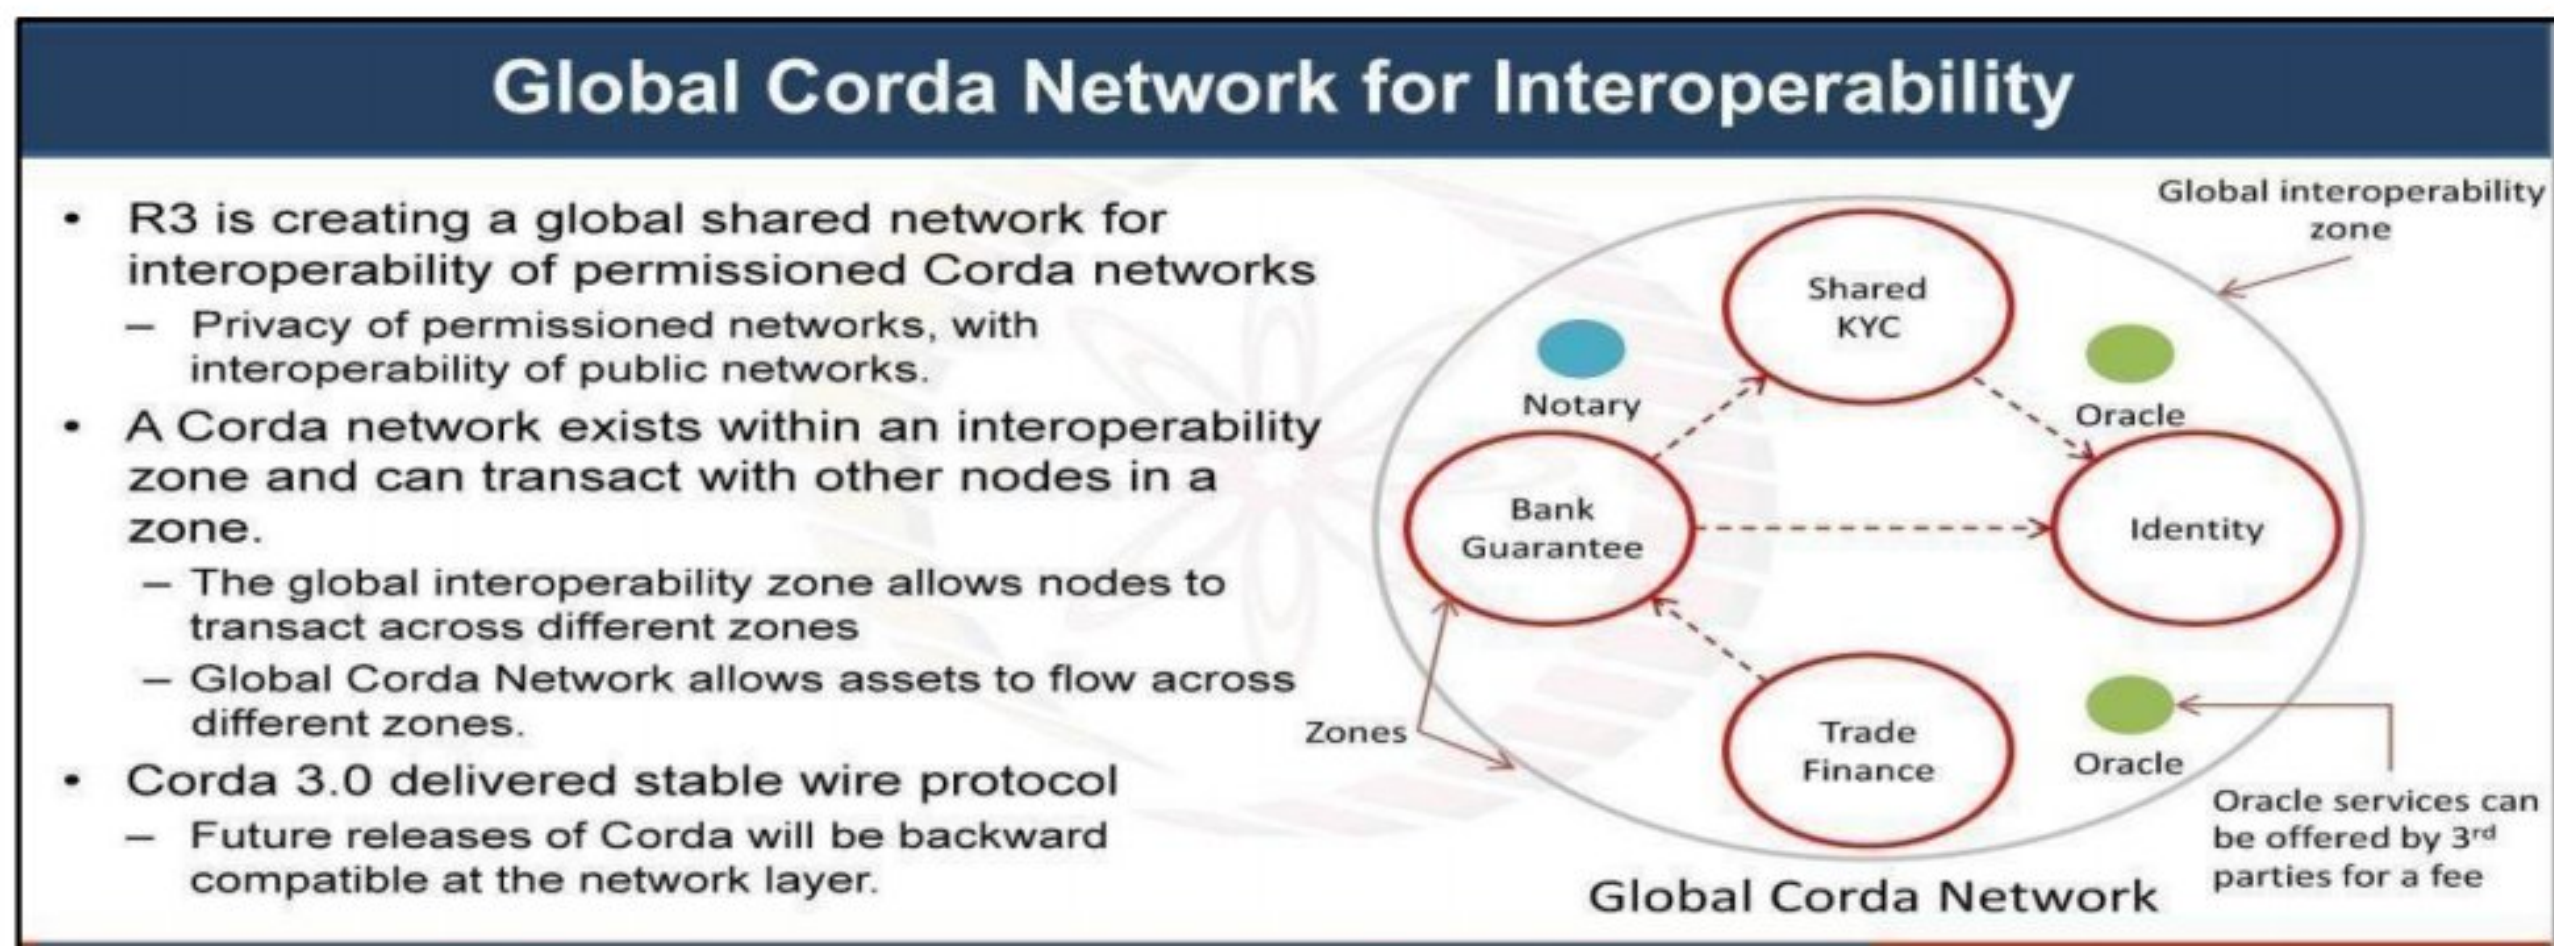 Global Corda Network for Interoperability
• R3 is creating a global shared network for
interoperability of permissioned Corda networks
– Privacy of permissioned networks, with
interoperability of public networks.
• A Corda network exists within an interoperability
zone and can transact with other nodes in a
zone.
– The global interoperability zone allows nodes to
transact across different zones
– Global Corda Network allows assets to flow across
different zones.
• Corda 3.0 delivered stable wire protocol
– Future releases of Corda will be backward
compatible at the network layer.
Global interoperability
zone
Shared
KYC
Notary
Oracle
Bank
Guarantee
Identity
Zones
Trade
Finance
Oracle
Oracle services can
be offered by 3rd
parties for a fee
Global Corda Network